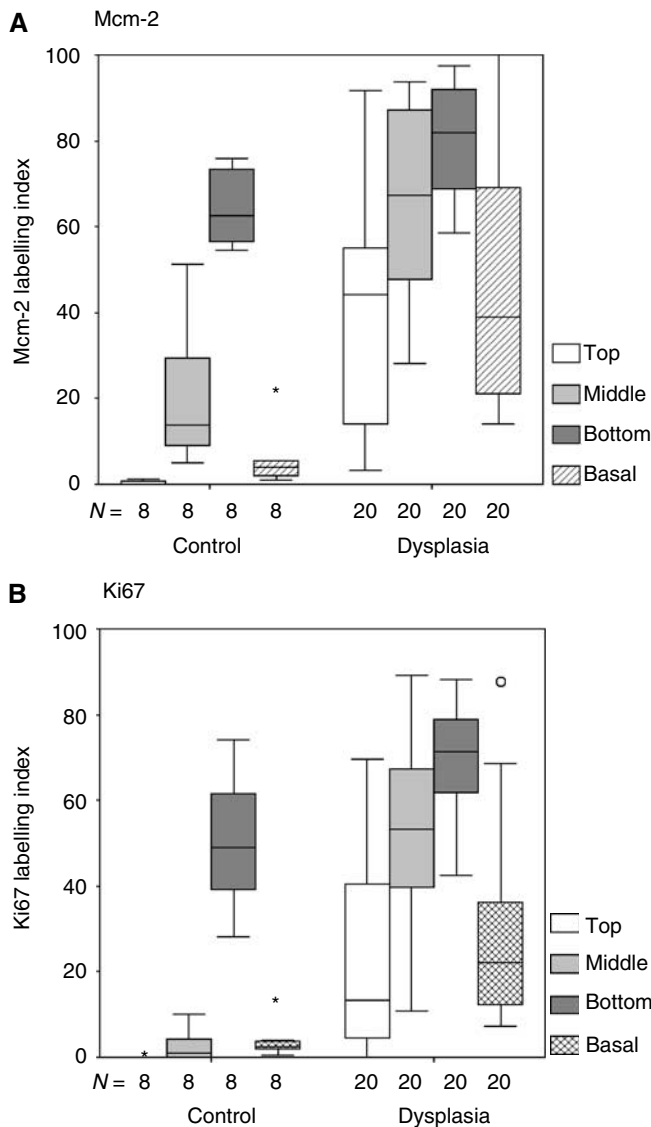 A Mcm-2
Mcm-2 labelling index
100
80
60
40
20
0
Top
Middle
Bottom
Basal
N = 8 8 8 8 20 20 20 20
Control Dysplasia
B Ki67
Ki67 labelling index
100
80
60
40
20
0
Top
Middle
Bottom
Basal
N = 8 8 8 8 20 20 20 20
Control Dysplasia